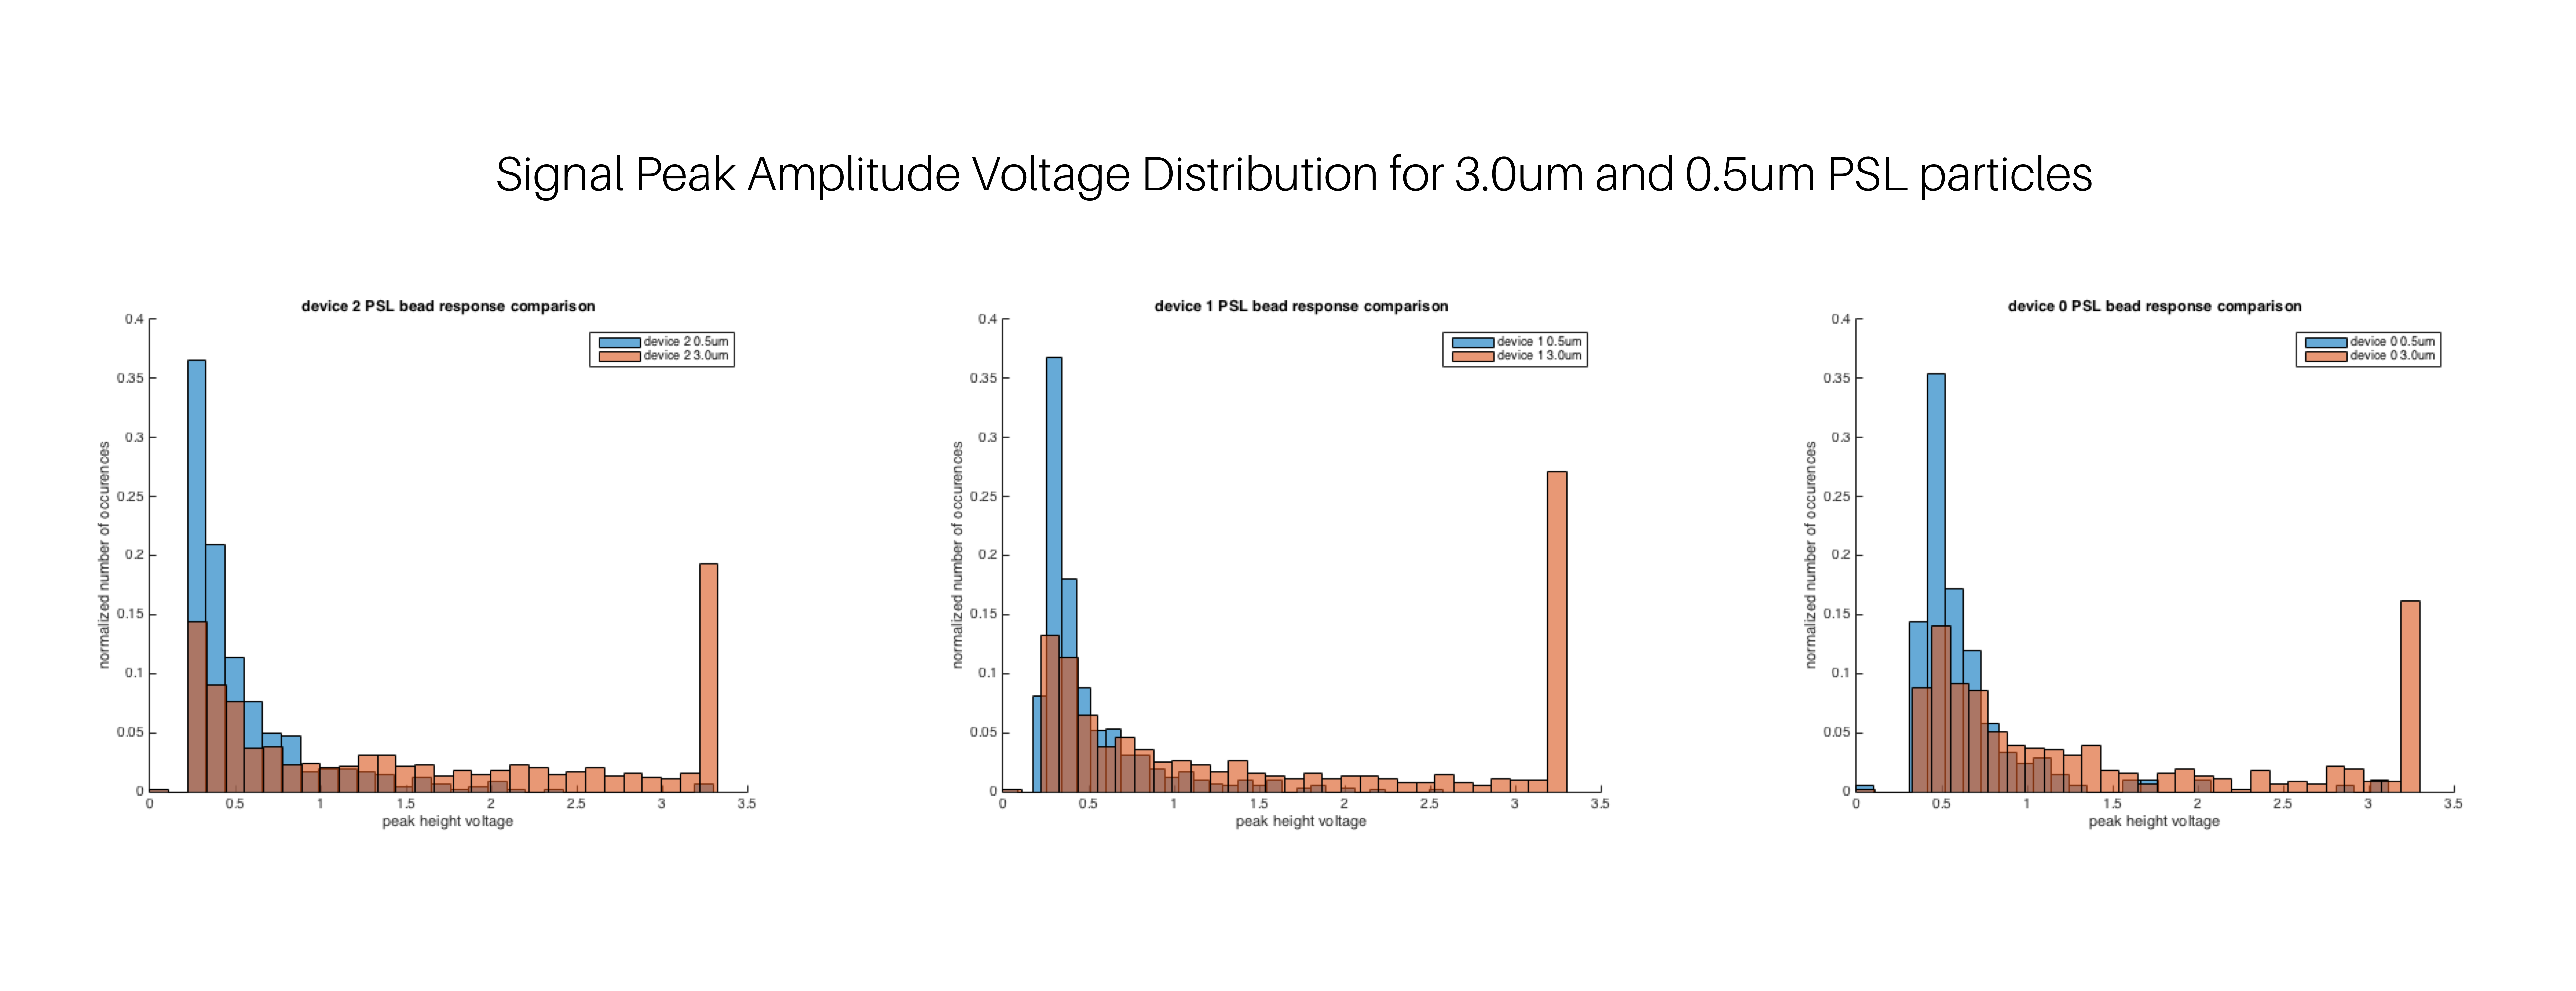 Signal Peak Amplitude Voltage Distribution for 3.0um and 0.5um PSL particles
device 2 PSL bead response comparison
device 2 0.5um
device 2 3.0um
normalized number of occurences
0.4
0.35
0.3
0.25
0.2
0.15
0.1
0.05
0
0 0.5 1 1.5 2 2.5 3 3.5
peak height voltage
device 1 PSL bead response comparison
device 1 0.5um
device 1 3.0um
normalized number of occurences
0.4
0.35
0.3
0.25
0.2
0.15
0.1
0.05
0
0 0.5 1 1.5 2 2.5 3 3.5
peak height voltage
device 0 PSL bead response comparison
device 0 0.5um
device 0 3.0um
normalized number of occurences
0.4
0.35
0.3
0.25
0.2
0.15
0.1
0.05
0
0 0.5 1 1.5 2 2.5 3 3.5
peak height voltage